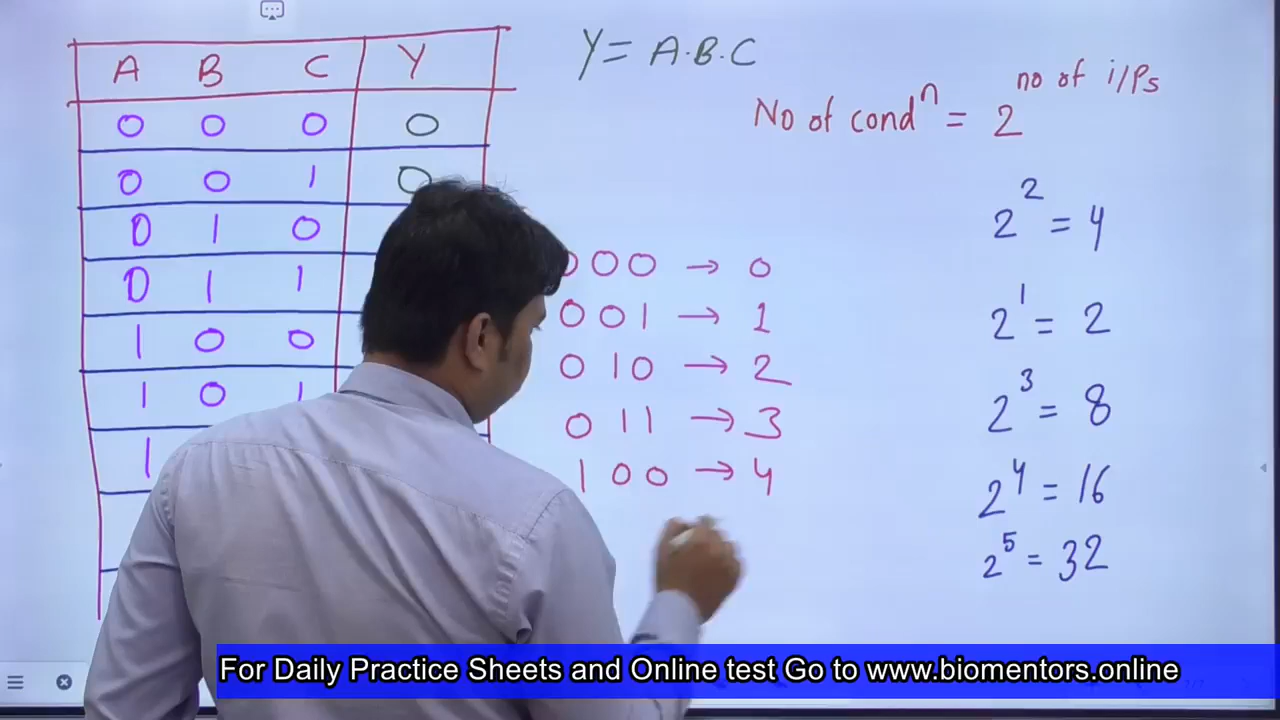 A B C Y
0 0 0 0
0 0 1 0
0 1 0
0 1 1
1 0 0
1 0 1
1
Y = A.B.C
No of condⁿ = 2^no of i/Ps
2² = 4
2¹ = 2
2³ = 8
2⁴ = 16
2⁵ = 32
000 → 0
001 → 1
010 → 2
011 → 3
100 → 4
For Daily Practice Sheets and Online test Go to www.biomentors.online